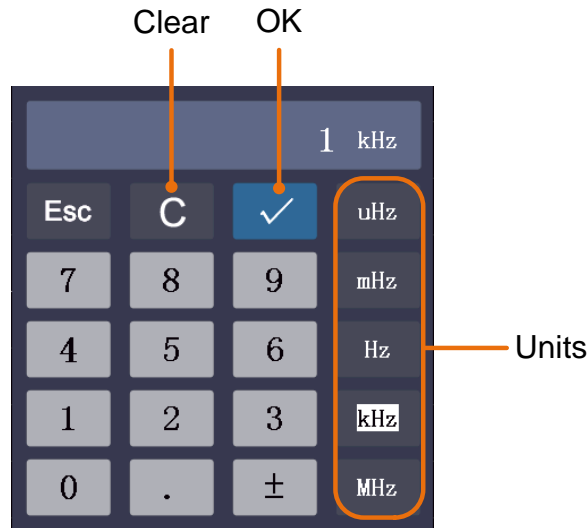 Clear OK
1 kHz
Esc C ✓ uHz
7 8 9 mHz
4 5 6 Hz
Units
1 2 3 kHz
0 . ± MHz